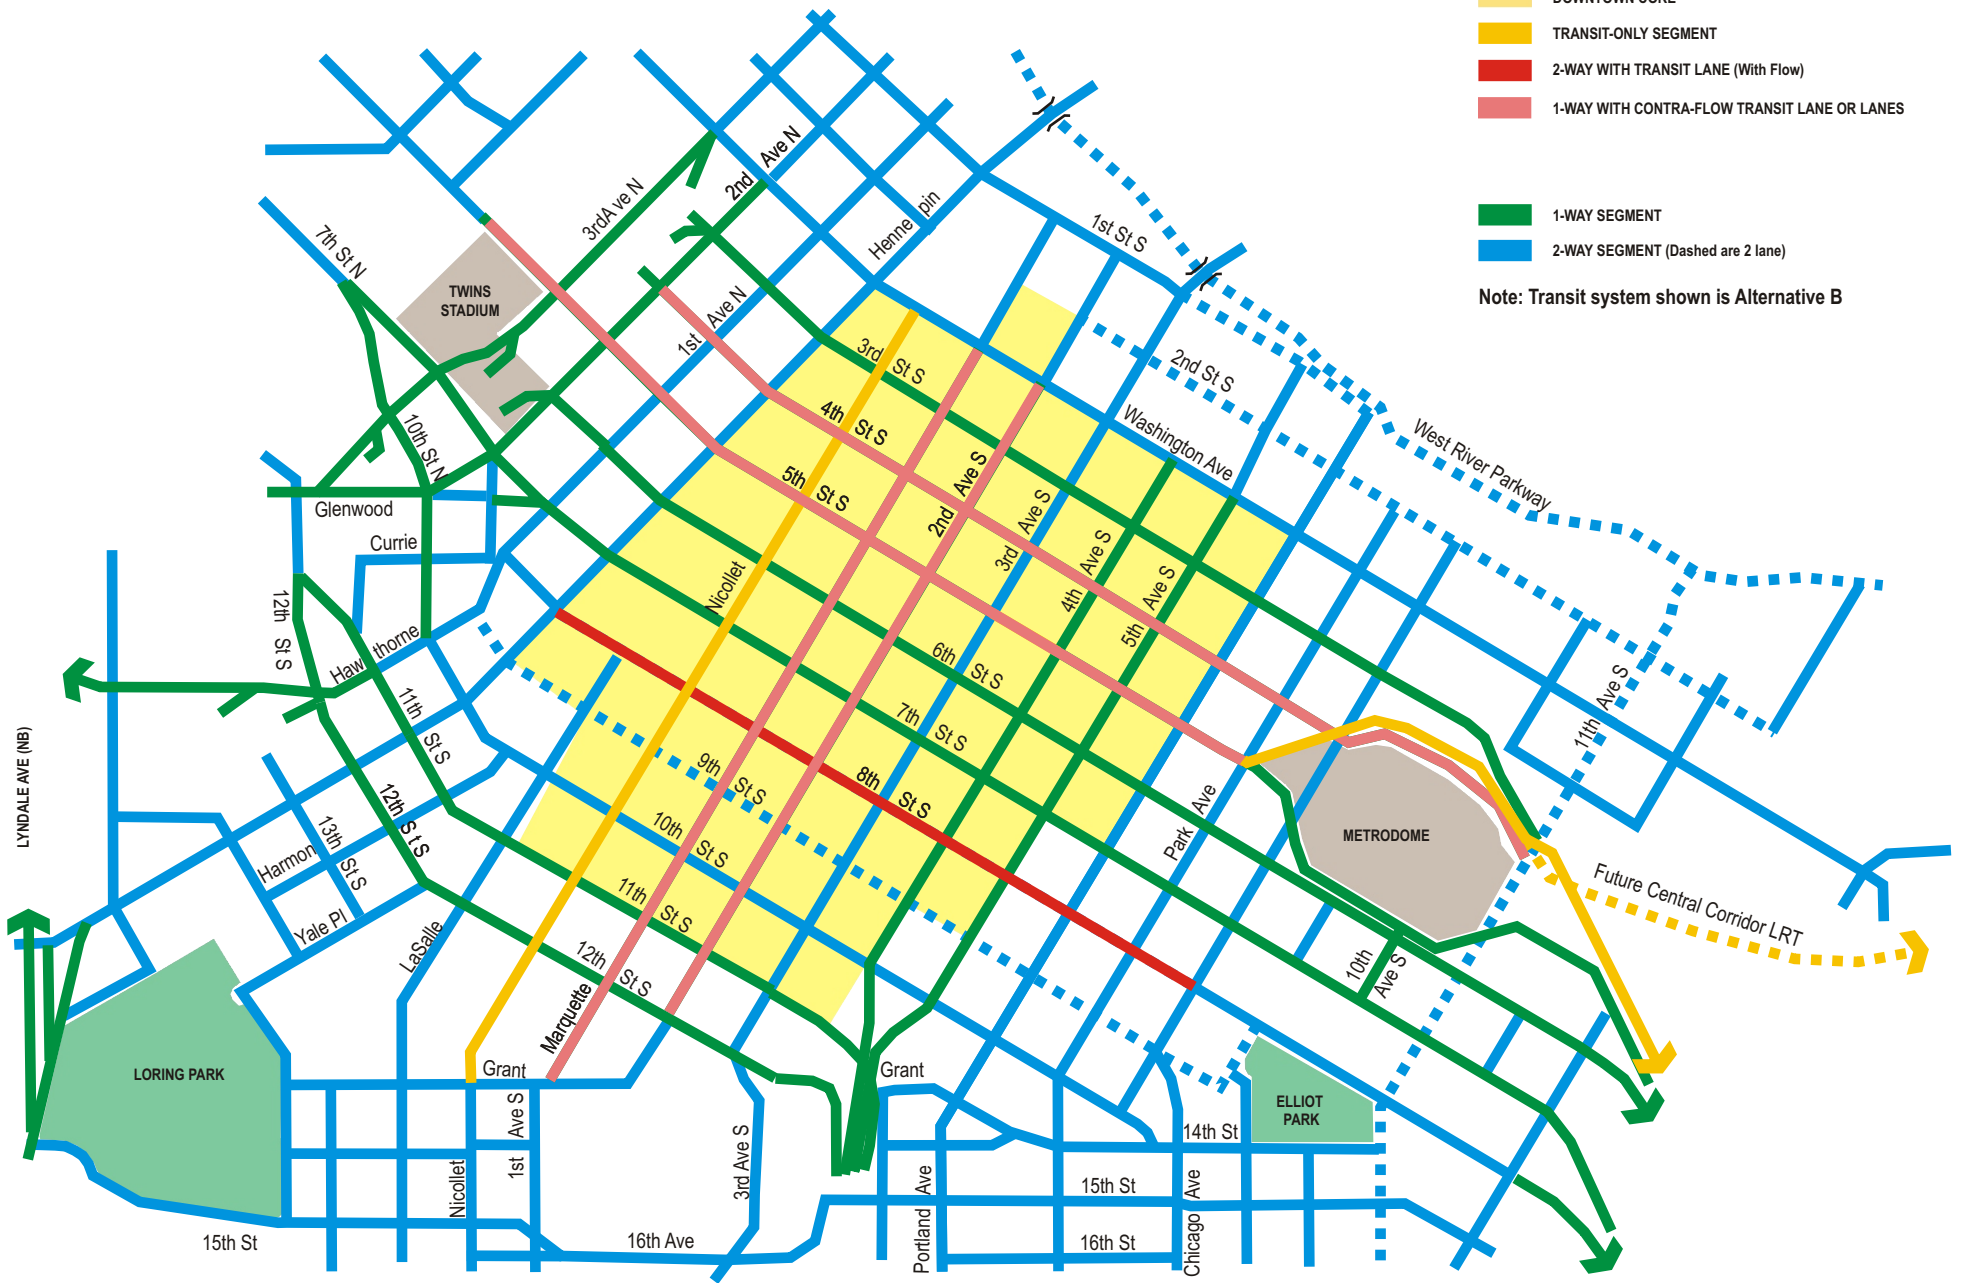 DOWNTOWN CORE
TRANSIT-ONLY SEGMENT
2-WAY WITH TRANSIT LANE (With Flow)
1-WAY WITH CONTRA-FLOW TRANSIT LANE OR LANES
1-WAY SEGMENT
2-WAY SEGMENT (Dashed are 2 lane)
Note: Transit system shown is Alternative B
2nd Ave N
3rdA ve N
Henne pin
1st St S
7th St N
TWINS
STADIUM
1st Ave N
3rd St S
2nd St S
4th St S
Washington Ave
West River Parkway
10th St N
5th St S
2nd Ave S
3rd Ave S
4th Ave S
5th Ave S
Glenwood
Currie
Nicollet
12th St S
Haw thorne
6th St S
11th Ave S
11th St S
7th St S
9th St S
8th St S
LYNDALE AVE (NB)
12th S t S
13th St S
Harmon
10th St S
Park Ave
METRODOME
Future Central Corridor LRT
Yale Pl
LaSalle
11th St S
12th St S
10th Ave S
Marquette
LORING PARK
Grant
Grant
ELLIOT
PARK
1st Ave S
Nicollet
3rd Ave S
14th St
15th St
Portland Ave
Chicago Ave
15th St
16th Ave
16th St